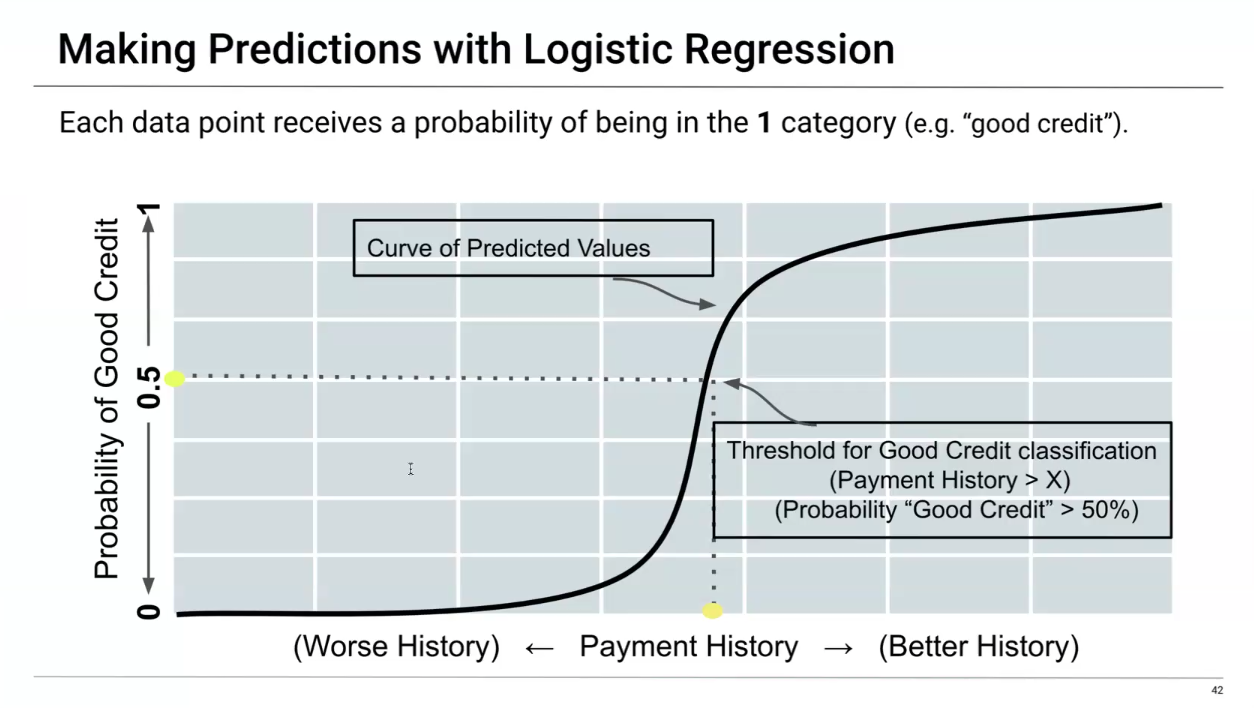 Making Predictions with Logistic Regression
Each data point receives a probability of being in the 1 category (e.g. “good credit”).
Probability of Good Credit
1
0.5
0
Curve of Predicted Values
Threshold for Good Credit classification
(Payment History > X)
(Probability “Good Credit” > 50%)
(Worse History) ← Payment History → (Better History)
42